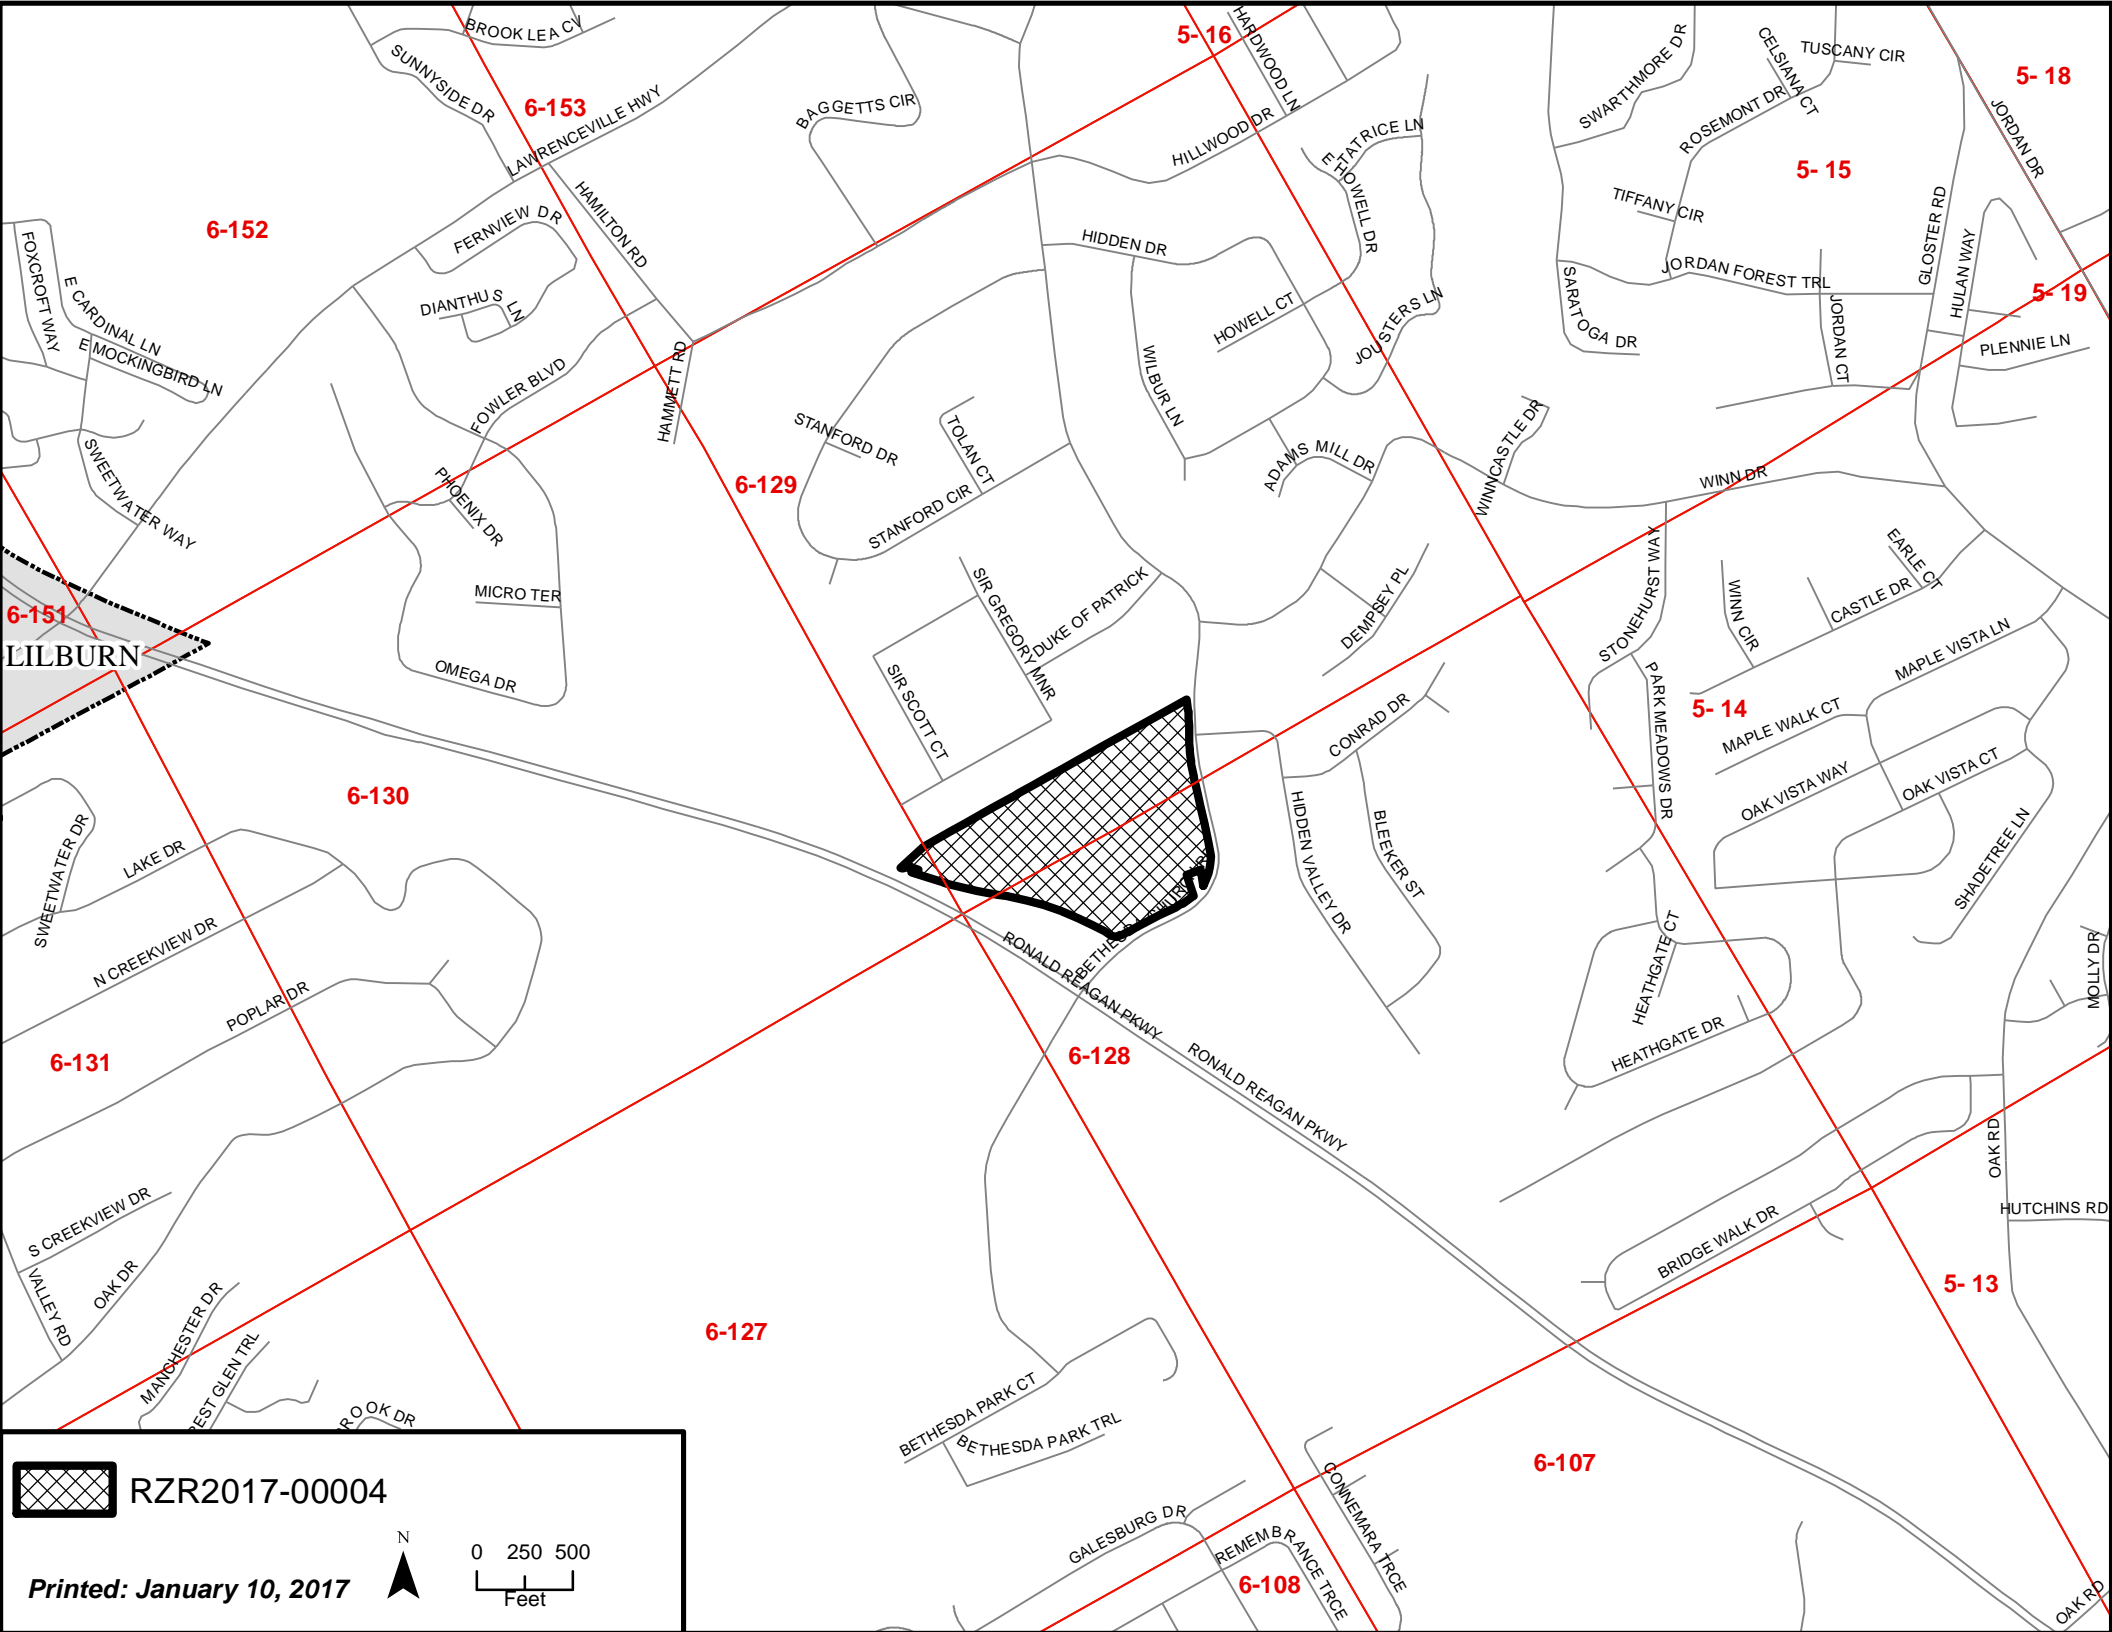 BROOK LEA CV
SUNNYSIDE DR
6-153
LAWRENCEVILLE HWY
BAGGETTS CIR
5- 16
HARDWOOD LN
HILLWOOD DR
SWARTHMORE DR
CELSIANA CT
TUSCANY CIR
ROSEMONT DR
5- 18
JORDAN DR
5- 15
6-152
HAMILTON RD
FERNVIEW DR
DIANTHUS LN
E CARDINAL LN
FOXCROFT WAY
E MOCKINGBIRD LN
HIDDEN DR
TATRICE LN
E HOWELL DR
HOWELL CT
JOUSTERS LN
TIFFANY CIR
JORDAN FOREST TRL
SARATOGA DR
JORDAN CT
GLOSTER RD
HULAN WAY
5- 19
PLENNIE LN
FOWLER BLVD
HAMMETT RD
WILBUR LN
STANFORD DR
TOLAN CT
6-129
STANFORD CIR
ADAMS MILL DR
WINNCASTLE DR
WINN DR
SWEETWATER WAY
PHOENIX DR
MICRO TER
6-151
LILBURN
OMEGA DR
SIR GREGORY MNR
DUKE OF PATRICK
SIR SCOTT CT
DEMPSEY PL
STONEHURST WAY
WINN CIR
EARLE CT
CASTLE DR
MAPLE VISTA LN
PARK MEADOWS DR
5- 14
MAPLE WALK CT
OAK VISTA WAY
OAK VISTA CT
SHADETREE LN
CONRAD DR
HIDDEN VALLEY DR
BLEEKER ST
6-130
SWEETWATER DR
LAKE DR
N CREEKVIEW DR
POPLAR DR
RONALD REAGAN PKWY
HEATHGATE CT
HEATHGATE DR
MOLLY DR
6-131
6-128
RONALD REAGAN PKWY
OAK RD
HUTCHINS RD
BRIDGE WALK DR
5- 13
S CREEKVIEW DR
VALLEY RD
OAK DR
MANCHESTER DR
REST GLEN TRL
ROOK DR
6-127
BETHESDA PARK CT
BETHESDA PARK TRL
6-107
CONNEMARA TRCE
GALESBURG DR
REMEMBRANCE TRCE
6-108
OAK RD
RZR2017-00004
N
0 250 500
Feet
Printed: January 10, 2017